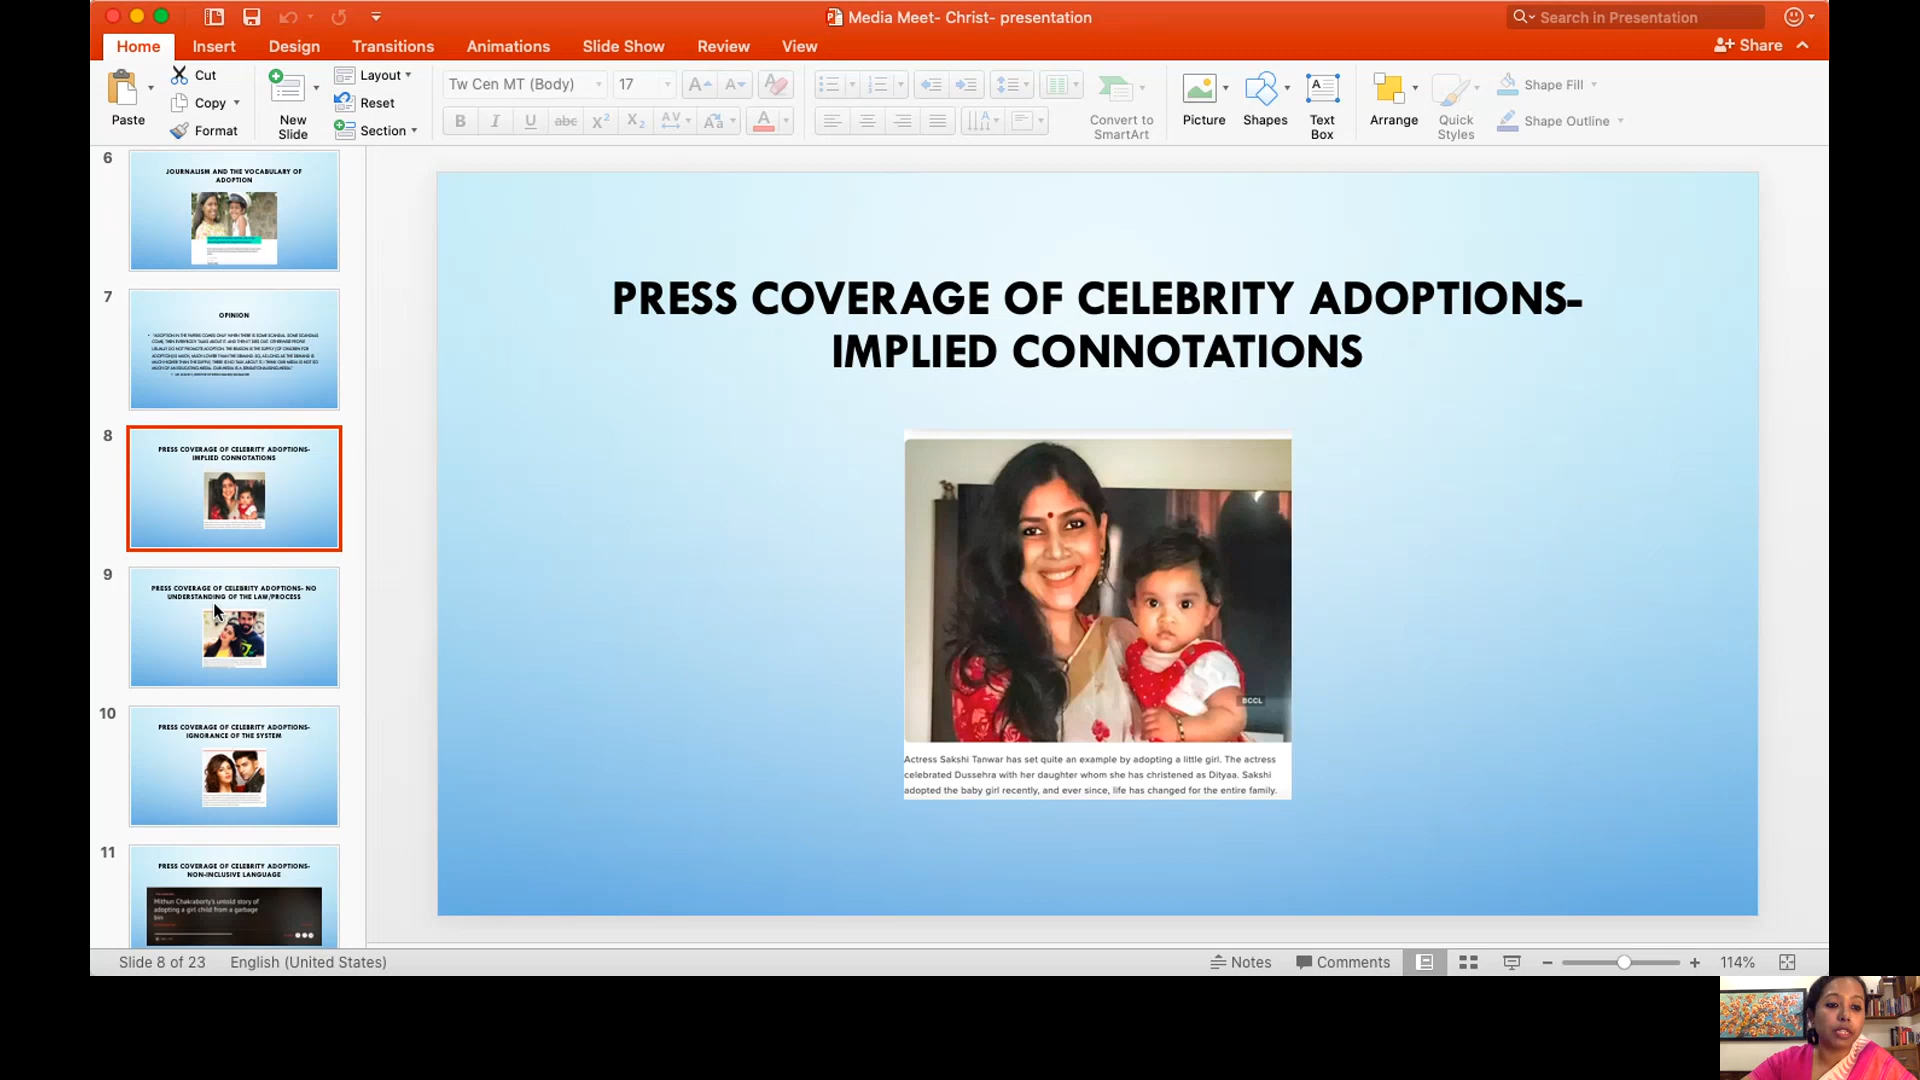 Media Meet- Christ- presentation
Search in Presentation
Home
Insert
Design
Transitions
Animations
Slide Show
Review
View
Share
Paste
Cut
Copy
Format
New
Slide
Layout
Reset
Section
Tw Cen MT (Body)
17
Convert to
SmartArt
Picture
Shapes
Text
Box
Arrange
Quick
Styles
Shape Fill
Shape Outline
6
JOURNALISM AND THE VOCABULARY OF
ADOPTION
7
OPINION
8
PRESS COVERAGE OF CELEBRITY ADOPTIONS-
IMPLIED CONNOTATIONS
9
PRESS COVERAGE OF CELEBRITY ADOPTIONS- NO
UNDERSTANDING OF THE LAW/PROCESS
10
PRESS COVERAGE OF CELEBRITY ADOPTIONS-
IGNORANCE OF THE SYSTEM
11
PRESS COVERAGE OF CELEBRITY ADOPTIONS-
NON-INCLUSIVE LANGUAGE
Mithun Chakraborty's untold story of
adopting a girl child from a garbage
bin
PRESS COVERAGE OF CELEBRITY ADOPTIONS-
IMPLIED CONNOTATIONS
BCCL
Actress Sakshi Tanwar has set quite an example by adopting a little girl. The actress
celebrated Dussehra with her daughter whom she has christened as Dityaa. Sakshi
adopted the baby girl recently, and ever since, life has changed for the entire family.
Slide 8 of 23
English (United States)
Notes
Comments
114%